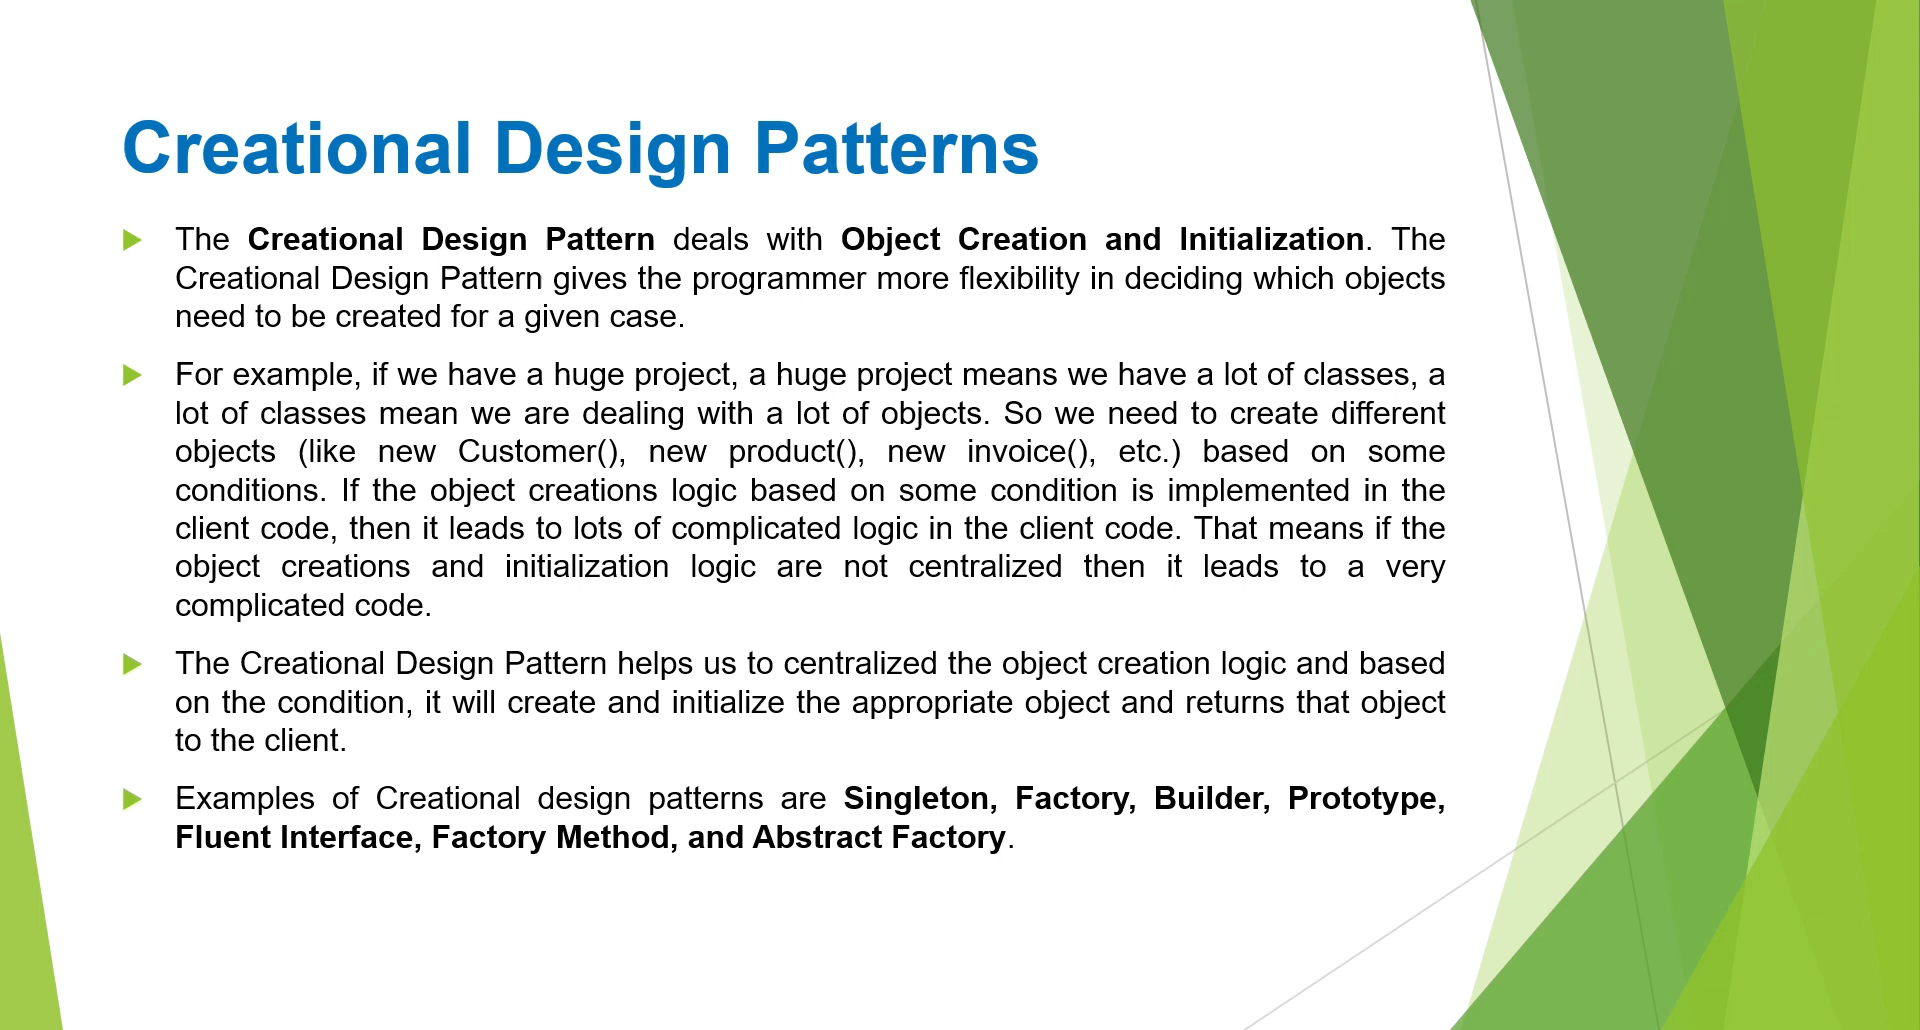 Creational Design Patterns
The Creational Design Pattern deals with Object Creation and Initialization. The
Creational Design Pattern gives the programmer more flexibility in deciding which objects
need to be created for a given case.
For example, if we have a huge project, a huge project means we have a lot of classes, a
lot of classes mean we are dealing with a lot of objects. So we need to create different
objects (like new Customer(), new product(), new invoice(), etc.) based on some
conditions. If the object creations logic based on some condition is implemented in the
client code, then it leads to lots of complicated logic in the client code. That means if the
object creations and initialization logic are not centralized then it leads to a very
complicated code.
The Creational Design Pattern helps us to centralized the object creation logic and based
on the condition, it will create and initialize the appropriate object and returns that object
to the client.
Examples of Creational design patterns are Singleton, Factory, Builder, Prototype,
Fluent Interface, Factory Method, and Abstract Factory.